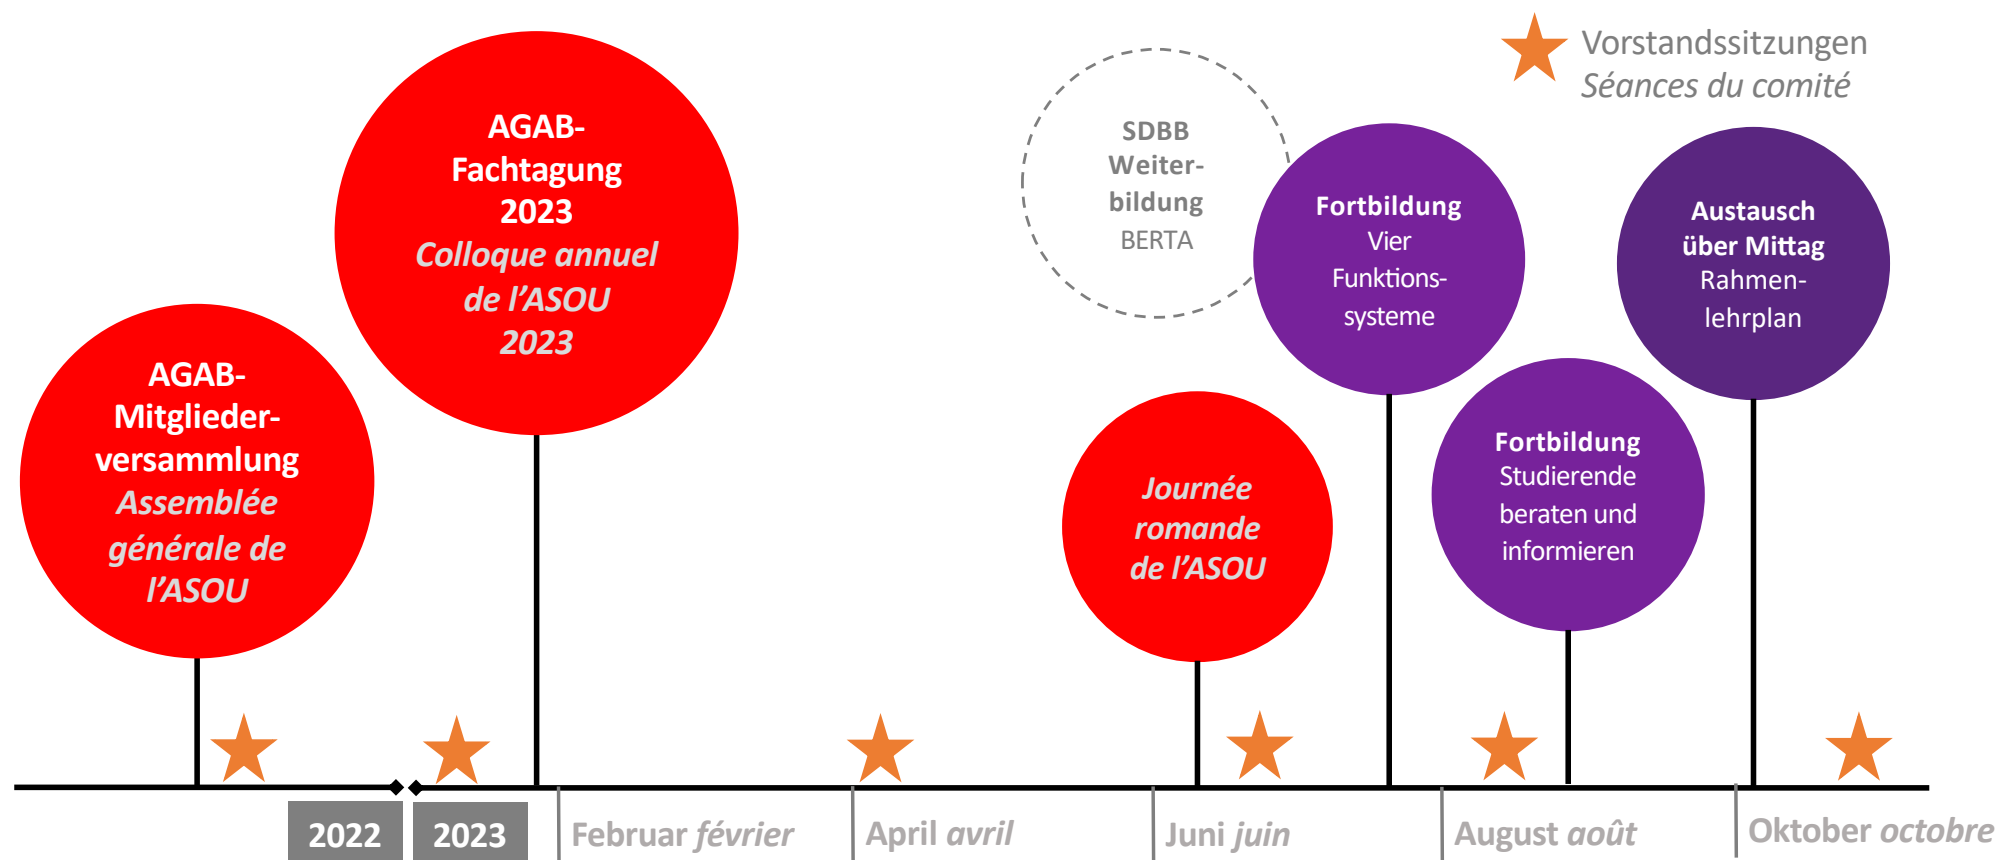 Vorstandssitzungen
Séances du comité
AGAB-
Mitglieder-
versammlung
Assemblée
générale de
l’ASOU
AGAB-
Fachtagung
2023
Colloque annuel
de l’ASOU
2023
SDBB
Weiter-
bildung
BERTA
Journée
romande
de l’ASOU
Fortbildung
Vier
Funktions-
systeme
Fortbildung
Studierende
beraten und
informieren
Austausch
über Mittag
Rahmen-
lehrplan
2022
2023
Februar février
April avril
Juni juin
August août
Oktober octobre